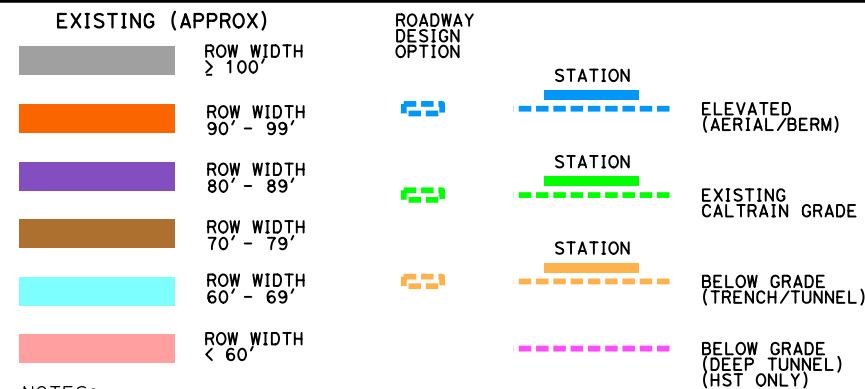 EXISTING (APPROX)
ROW WIDTH
≥ 100'
ROW WIDTH
90' - 99'
ROW WIDTH
80' - 89'
ROW WIDTH
70' - 79'
ROW WIDTH
60' - 69'
ROW WIDTH
< 60'
ROADWAY
DESIGN
OPTION
STATION
ELEVATED
(AERIAL/BERM)
STATION
EXISTING
CALTRAIN GRADE
STATION
BELOW GRADE
(TRENCH/TUNNEL)
BELOW GRADE
(DEEP TUNNEL)
(HST ONLY)
NOTES: